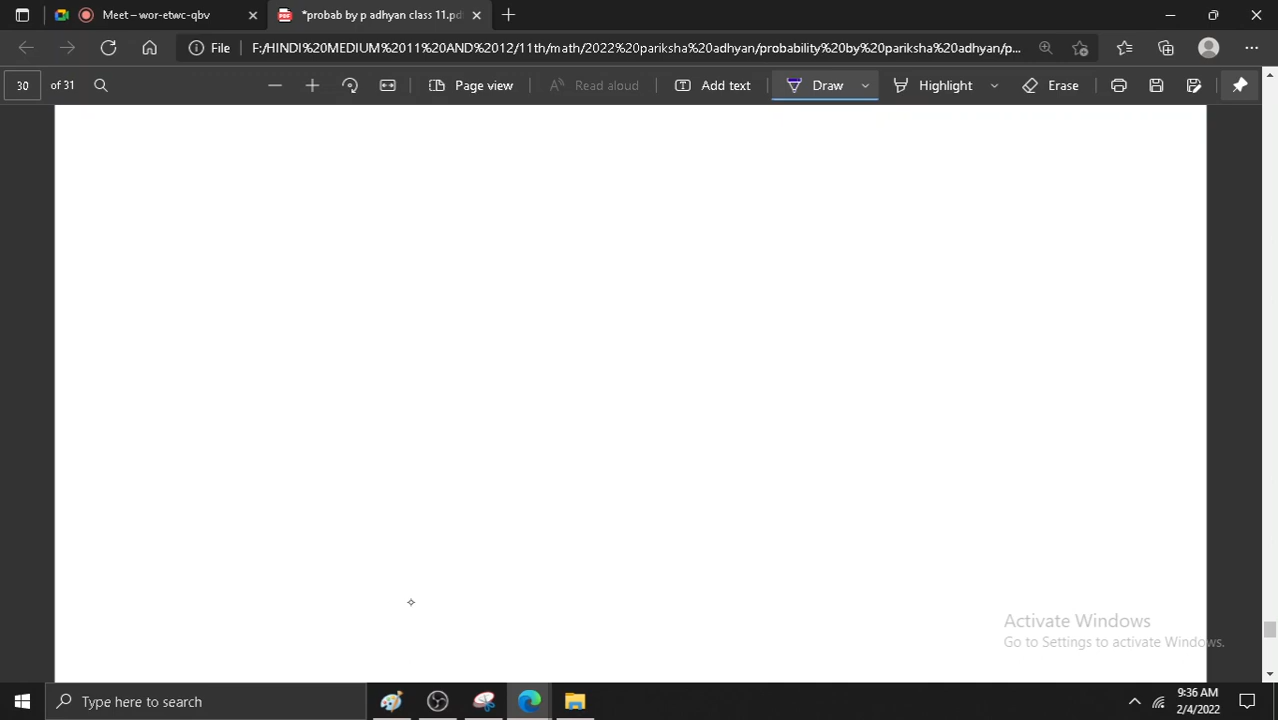 Meet – wor-etwc-qbv
*probab by p adhyan class 11.pd
File
F:/HINDI%20MEDIUM%2011%20AND%2012/11th/math/2022%20pariksha%20adhyan/probability%20by%20pariksha%20adhyan/p...
30 of 31
Page view
Read aloud
Add text
Draw
Highlight
Erase
Activate Windows
Go to Settings to activate Windows.
Type here to search
9:36 AM
2/4/2022